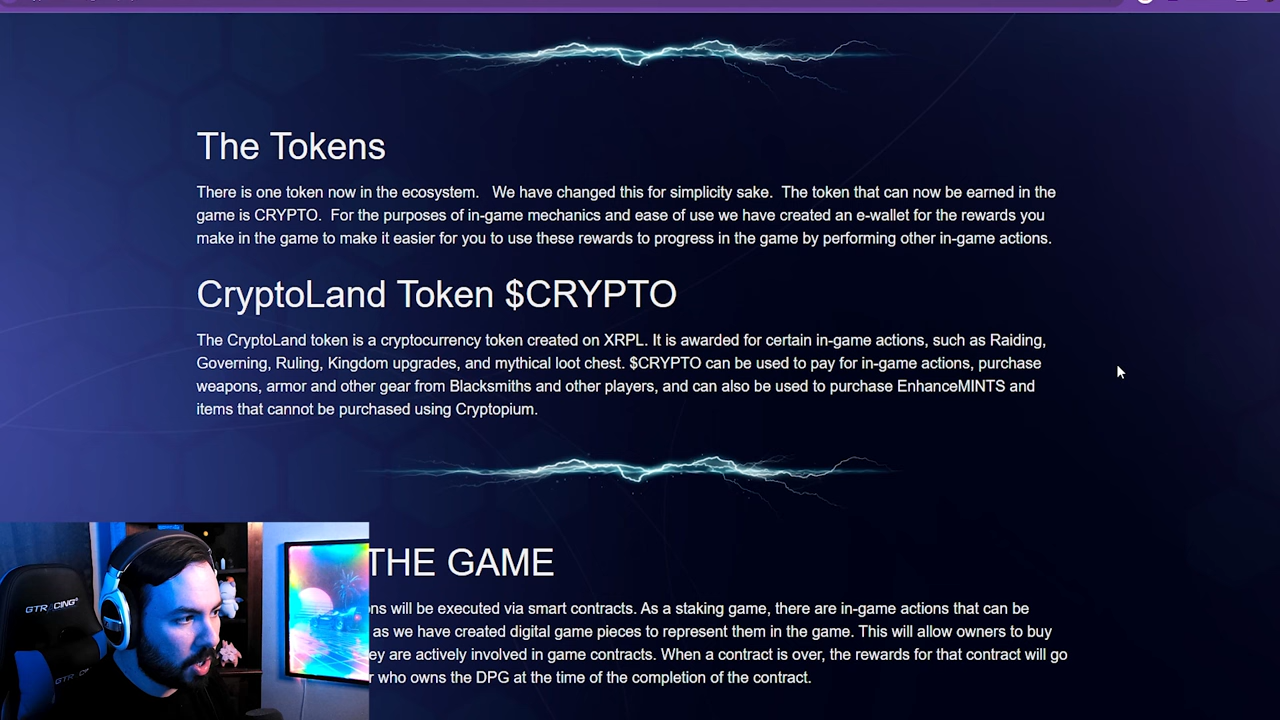 The Tokens
There is one token now in the ecosystem. We have changed this for simplicity sake. The token that can now be earned in the
game is CRYPTO. For the purposes of in-game mechanics and ease of use we have created an e-wallet for the rewards you
make in the game to make it easier for you to use these rewards to progress in the game by performing other in-game actions.
CryptoLand Token $CRYPTO
The CryptoLand token is a cryptocurrency token created on XRPL. It is awarded for certain in-game actions, such as Raiding,
Governing, Ruling, Kingdom upgrades, and mythical loot chest. $CRYPTO can be used to pay for in-game actions, purchase
weapons, armor and other gear from Blacksmiths and other players, and can also be used to purchase EnhanceMINTS and
items that cannot be purchased using Cryptopium.
THE GAME
will be executed via smart contracts. As a staking game, there are in-game actions that can be
as we have created digital game pieces to represent them in the game. This will allow owners to buy
are actively involved in game contracts. When a contract is over, the rewards for that contract will go
who owns the DPG at the time of the completion of the contract.
GTRACING